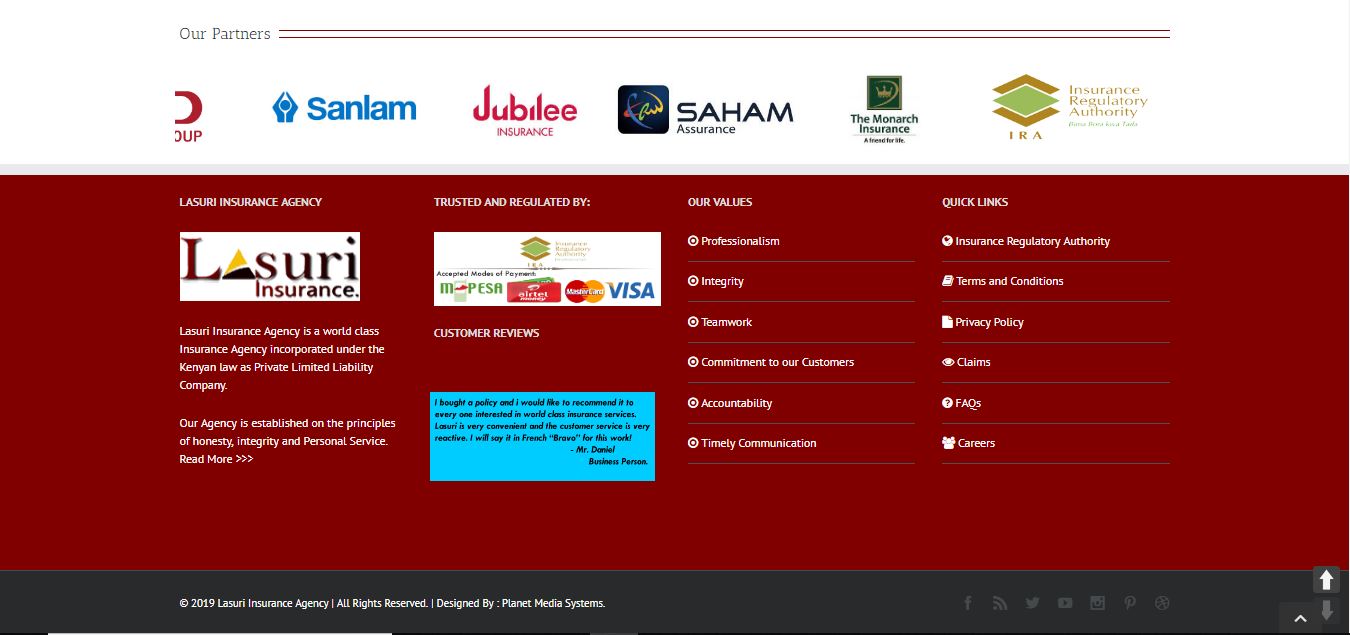 Our Partners
OUP
Sanlam
Jubilee
INSURANCE
SAHAM
Assurance
The Monarch
Insurance
A friend for life.
Insurance
Regulatory
Authority
IRA
LASURI INSURANCE AGENCY
Lasuri
Insurance.
Lasuri Insurance Agency is a world class
Insurance Agency incorporated under the
Kenyan law as Private Limited Liability
Company.
Our Agency is established on the principles
of honesty, integrity and Personal Service.
Read More >>>
TRUSTED AND REGULATED BY:
Insurance
Regulatory
Authority
IRA
Accepted Modes of Payment:
M-PESA airtel money MasterCard VISA
CUSTOMER REVIEWS
I bought a policy and i would like to recommend it to
every one interested in world class insurance services.
Lasuri is very convenient and the customer service is very
reactive. I will say it in French "Bravo" for this work!
- Mr. Daniel
Business Person.
OUR VALUES
Professionalism
Integrity
Teamwork
Commitment to our Customers
Accountability
Timely Communication
QUICK LINKS
Insurance Regulatory Authority
Terms and Conditions
Privacy Policy
Claims
FAQs
Careers
© 2019 Lasuri Insurance Agency | All Rights Reserved. | Designed By : Planet Media Systems.